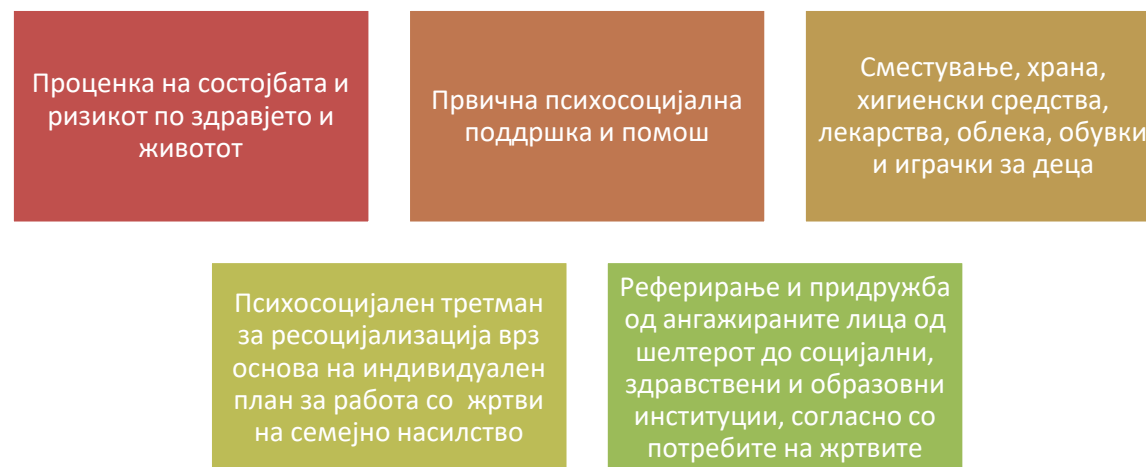 Проценка на состојбата и
ризикот по здравјето и
животот
Првична психосоцијална
поддршка и помош
Сместување, храна,
хигиенски средства,
лекарства, облека, обувки
и играчки за деца
Психосоцијален третман
за ресоцијализација врз
основа на индивидуален
план за работа со жртви
на семејно насилство
Реферирање и придружба
од ангажираните лица од
шелтерот до социјални,
здравствени и образовни
институции, согласно со
потребите на жртвите